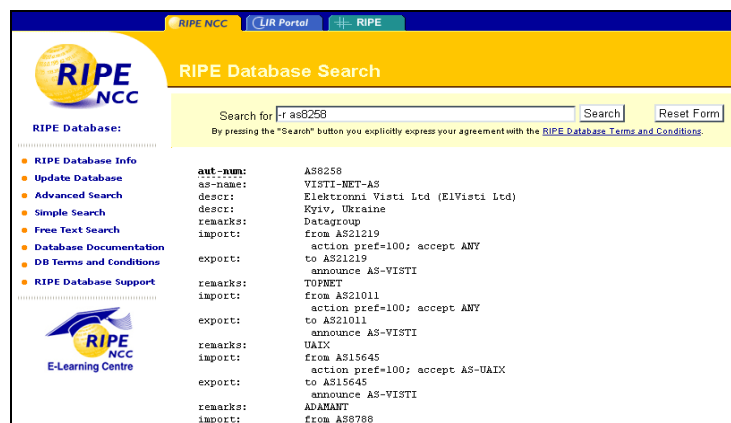 RIPE NCC LIR Portal RIPE
RIPE
NCC
RIPE Database Search
RIPE Database:
Search for -r as8258 Search Reset Form
By pressing the "Search" button you explicitly express your agreement with the RIPE Database Terms and Conditions.
RIPE Database Info
Update Database
Advanced Search
Simple Search
Free Text Search
Database Documentation
DB Terms and Conditions
RIPE Database Support
RIPE
NCC
E-Learning Centre
aut-num: AS8258
as-name: VISTI-NET-AS
descr: Elektronni Visti Ltd (ElVisti Ltd)
descr: Kyiv, Ukraine
remarks: Datagroup
import: from AS21219
action pref=100; accept ANY
export: to AS21219
announce AS-VISTI
remarks: TOPNET
import: from AS21011
action pref=100; accept ANY
export: to AS21011
announce AS-VISTI
remarks: UAIX
import: from AS15645
action pref=100; accept AS-UAIX
export: to AS15645
announce AS-VISTI
remarks: ADAMANT
import: from AS8788